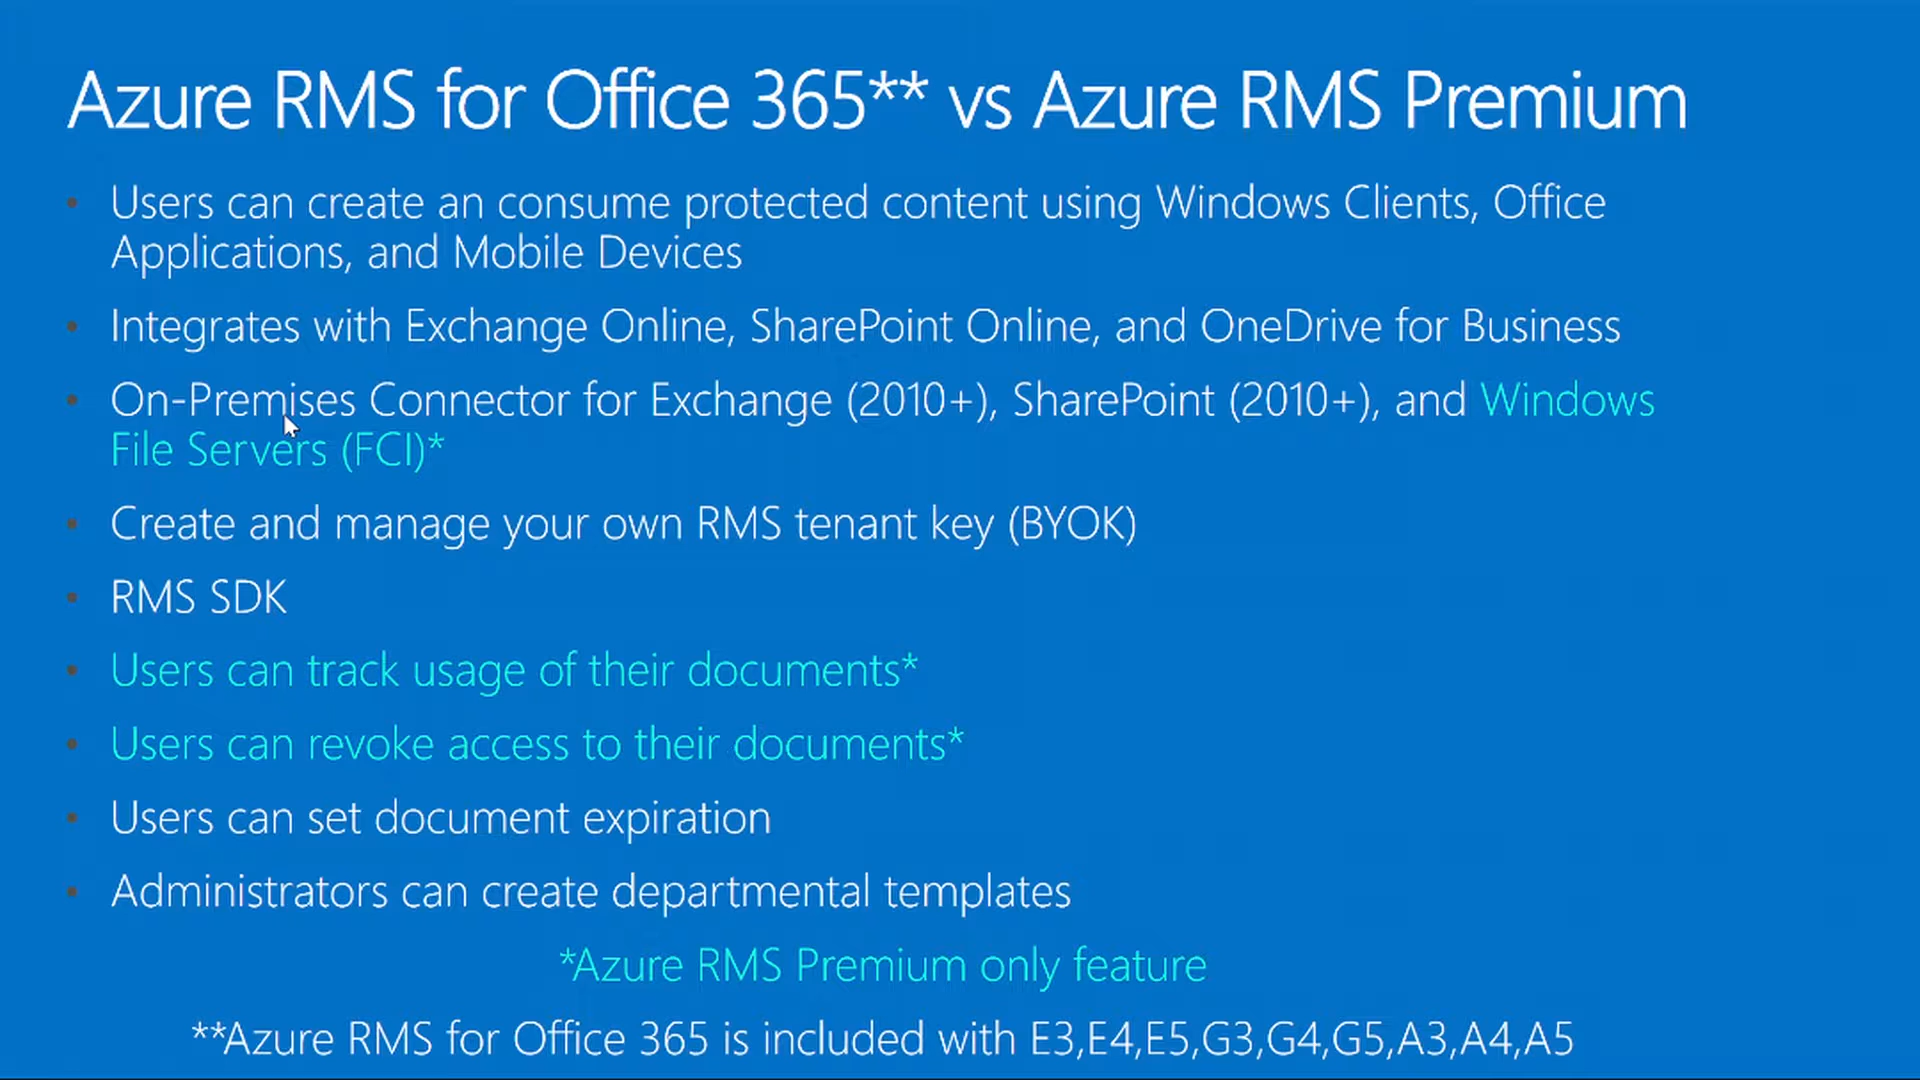 Azure RMS for Office 365** vs Azure RMS Premium
Users can create an consume protected content using Windows Clients, Office
Applications, and Mobile Devices
Integrates with Exchange Online, SharePoint Online, and OneDrive for Business
On-Premises Connector for Exchange (2010+), SharePoint (2010+), and Windows
File Servers (FCI)*
Create and manage your own RMS tenant key (BYOK)
RMS SDK
Users can track usage of their documents*
Users can revoke access to their documents*
Users can set document expiration
Administrators can create departmental templates
*Azure RMS Premium only feature
**Azure RMS for Office 365 is included with E3,E4,E5,G3,G4,G5,A3,A4,A5